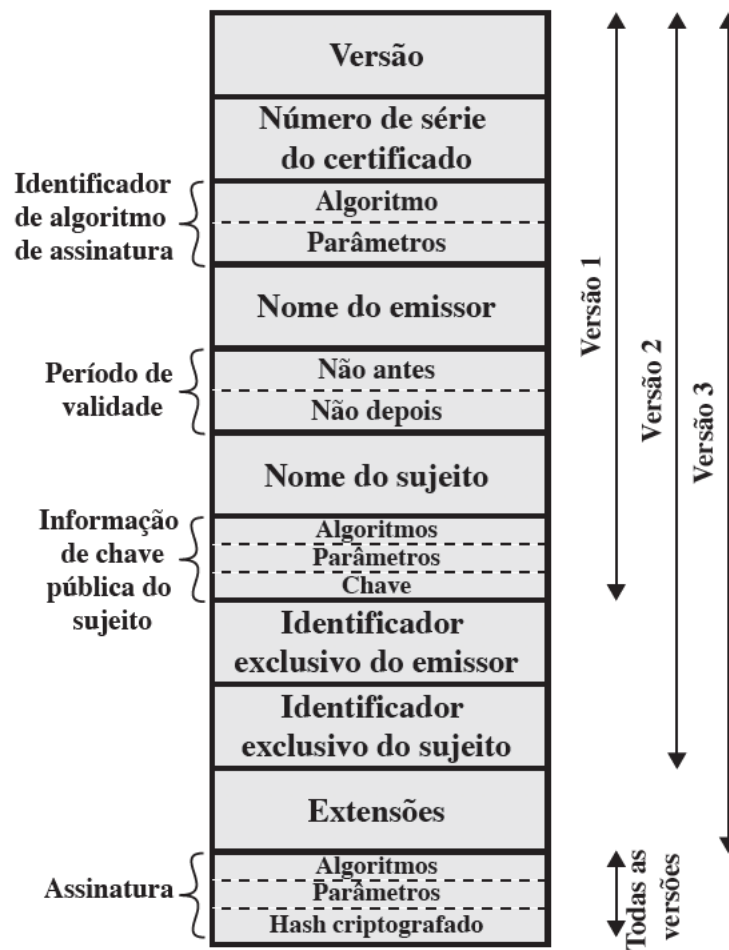 Versão
Número de série
do certificado
Identificador
de algoritmo
de assinatura
Algoritmo
Parâmetros
Nome do emissor
Período de
validade
Não antes
Não depois
Nome do sujeito
Informação
de chave
pública do
sujeito
Algoritmos
Parâmetros
Chave
Identificador
exclusivo do emissor
Identificador
exclusivo do sujeito
Extensões
Assinatura
Algoritmos
Parâmetros
Hash criptografado
Versão 1
Versão 2
Versão 3
Todas as
versões